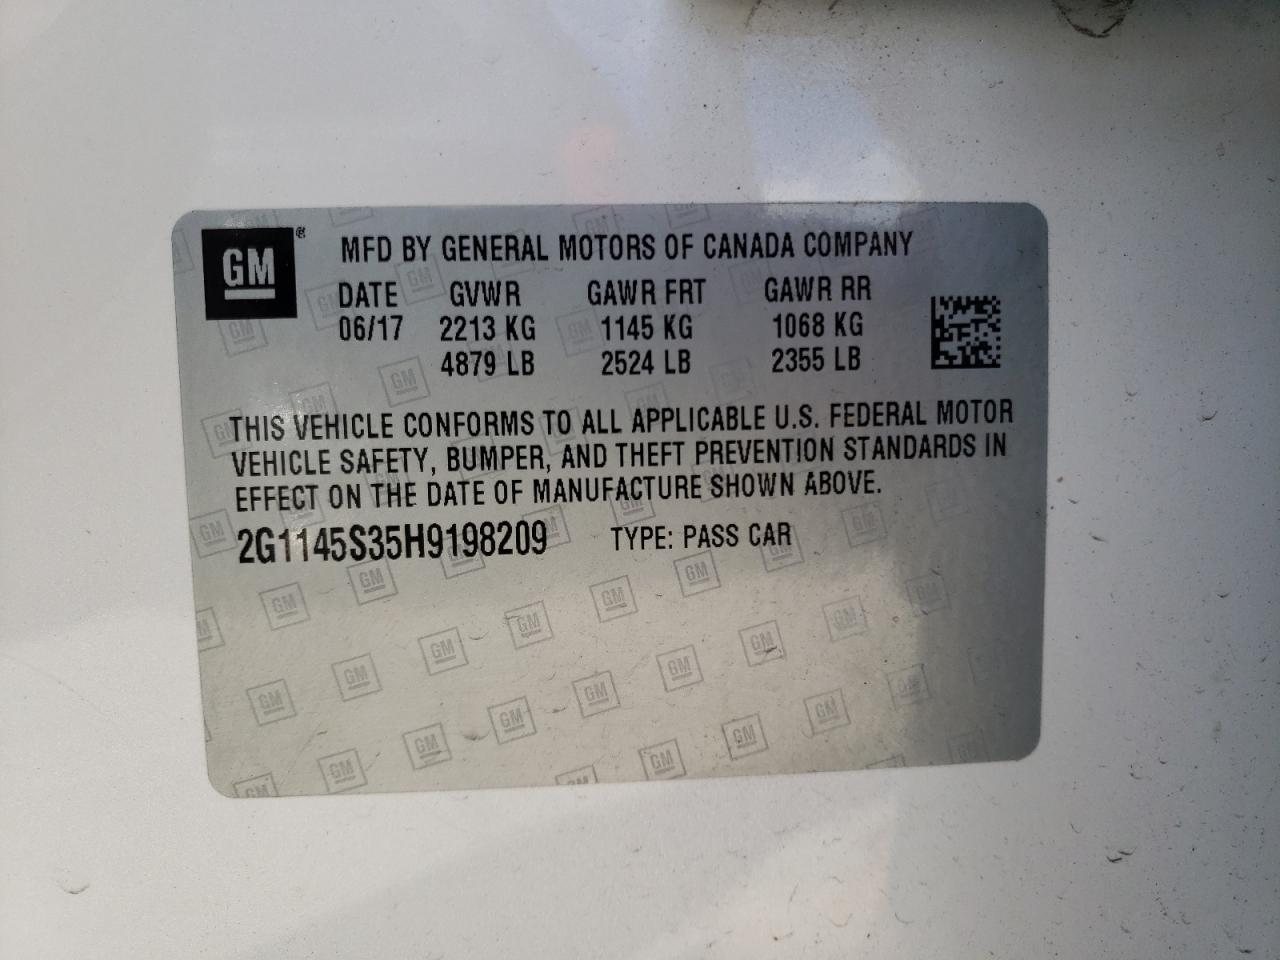 GM
MFD BY GENERAL MOTORS OF CANADA COMPANY
DATE GVWR GAWR FRT GAWR RR
06/17 2213 KG 1145 KG 1068 KG
4879 LB 2524 LB 2355 LB
THIS VEHICLE CONFORMS TO ALL APPLICABLE U.S. FEDERAL MOTOR
VEHICLE SAFETY, BUMPER, AND THEFT PREVENTION STANDARDS IN
EFFECT ON THE DATE OF MANUFACTURE SHOWN ABOVE.
2G1145S35H9198209 TYPE: PASS CAR